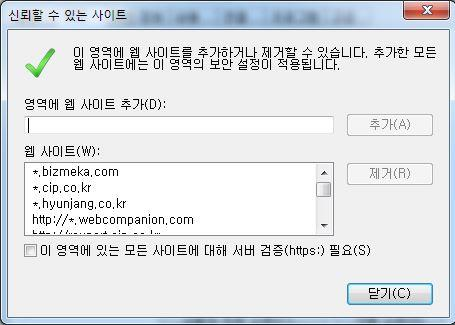 신뢰할 수 있는 사이트
이 영역에 웹 사이트를 추가하거나 제거할 수 있습니다. 추가한 모든
웹 사이트에는 이 영역의 보안 설정이 적용됩니다.
영역에 웹 사이트 추가(D):
추가(A)
웹 사이트(W):
*.bizmeka.com
*.cip.co.kr
*.hyunjang.co.kr
http://*.webcompanion.com
제거(R)
이 영역에 있는 모든 사이트에 대해 서버 검증(https:) 필요(S)
닫기(C)